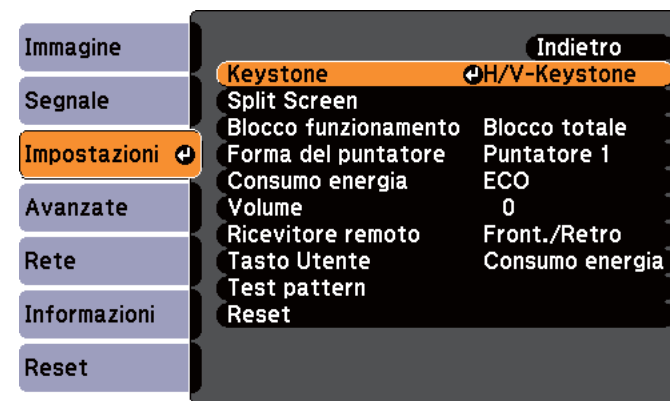 Immagine
Segnale
Impostazioni
Avanzate
Rete
Informazioni
Reset
Indietro
Keystone H/V-Keystone
Split Screen
Blocco funzionamento Blocco totale
Forma del puntatore Puntatore 1
Consumo energia ECO
Volume 0
Ricevitore remoto Front./Retro
Tasto Utente Consumo energia
Test pattern
Reset